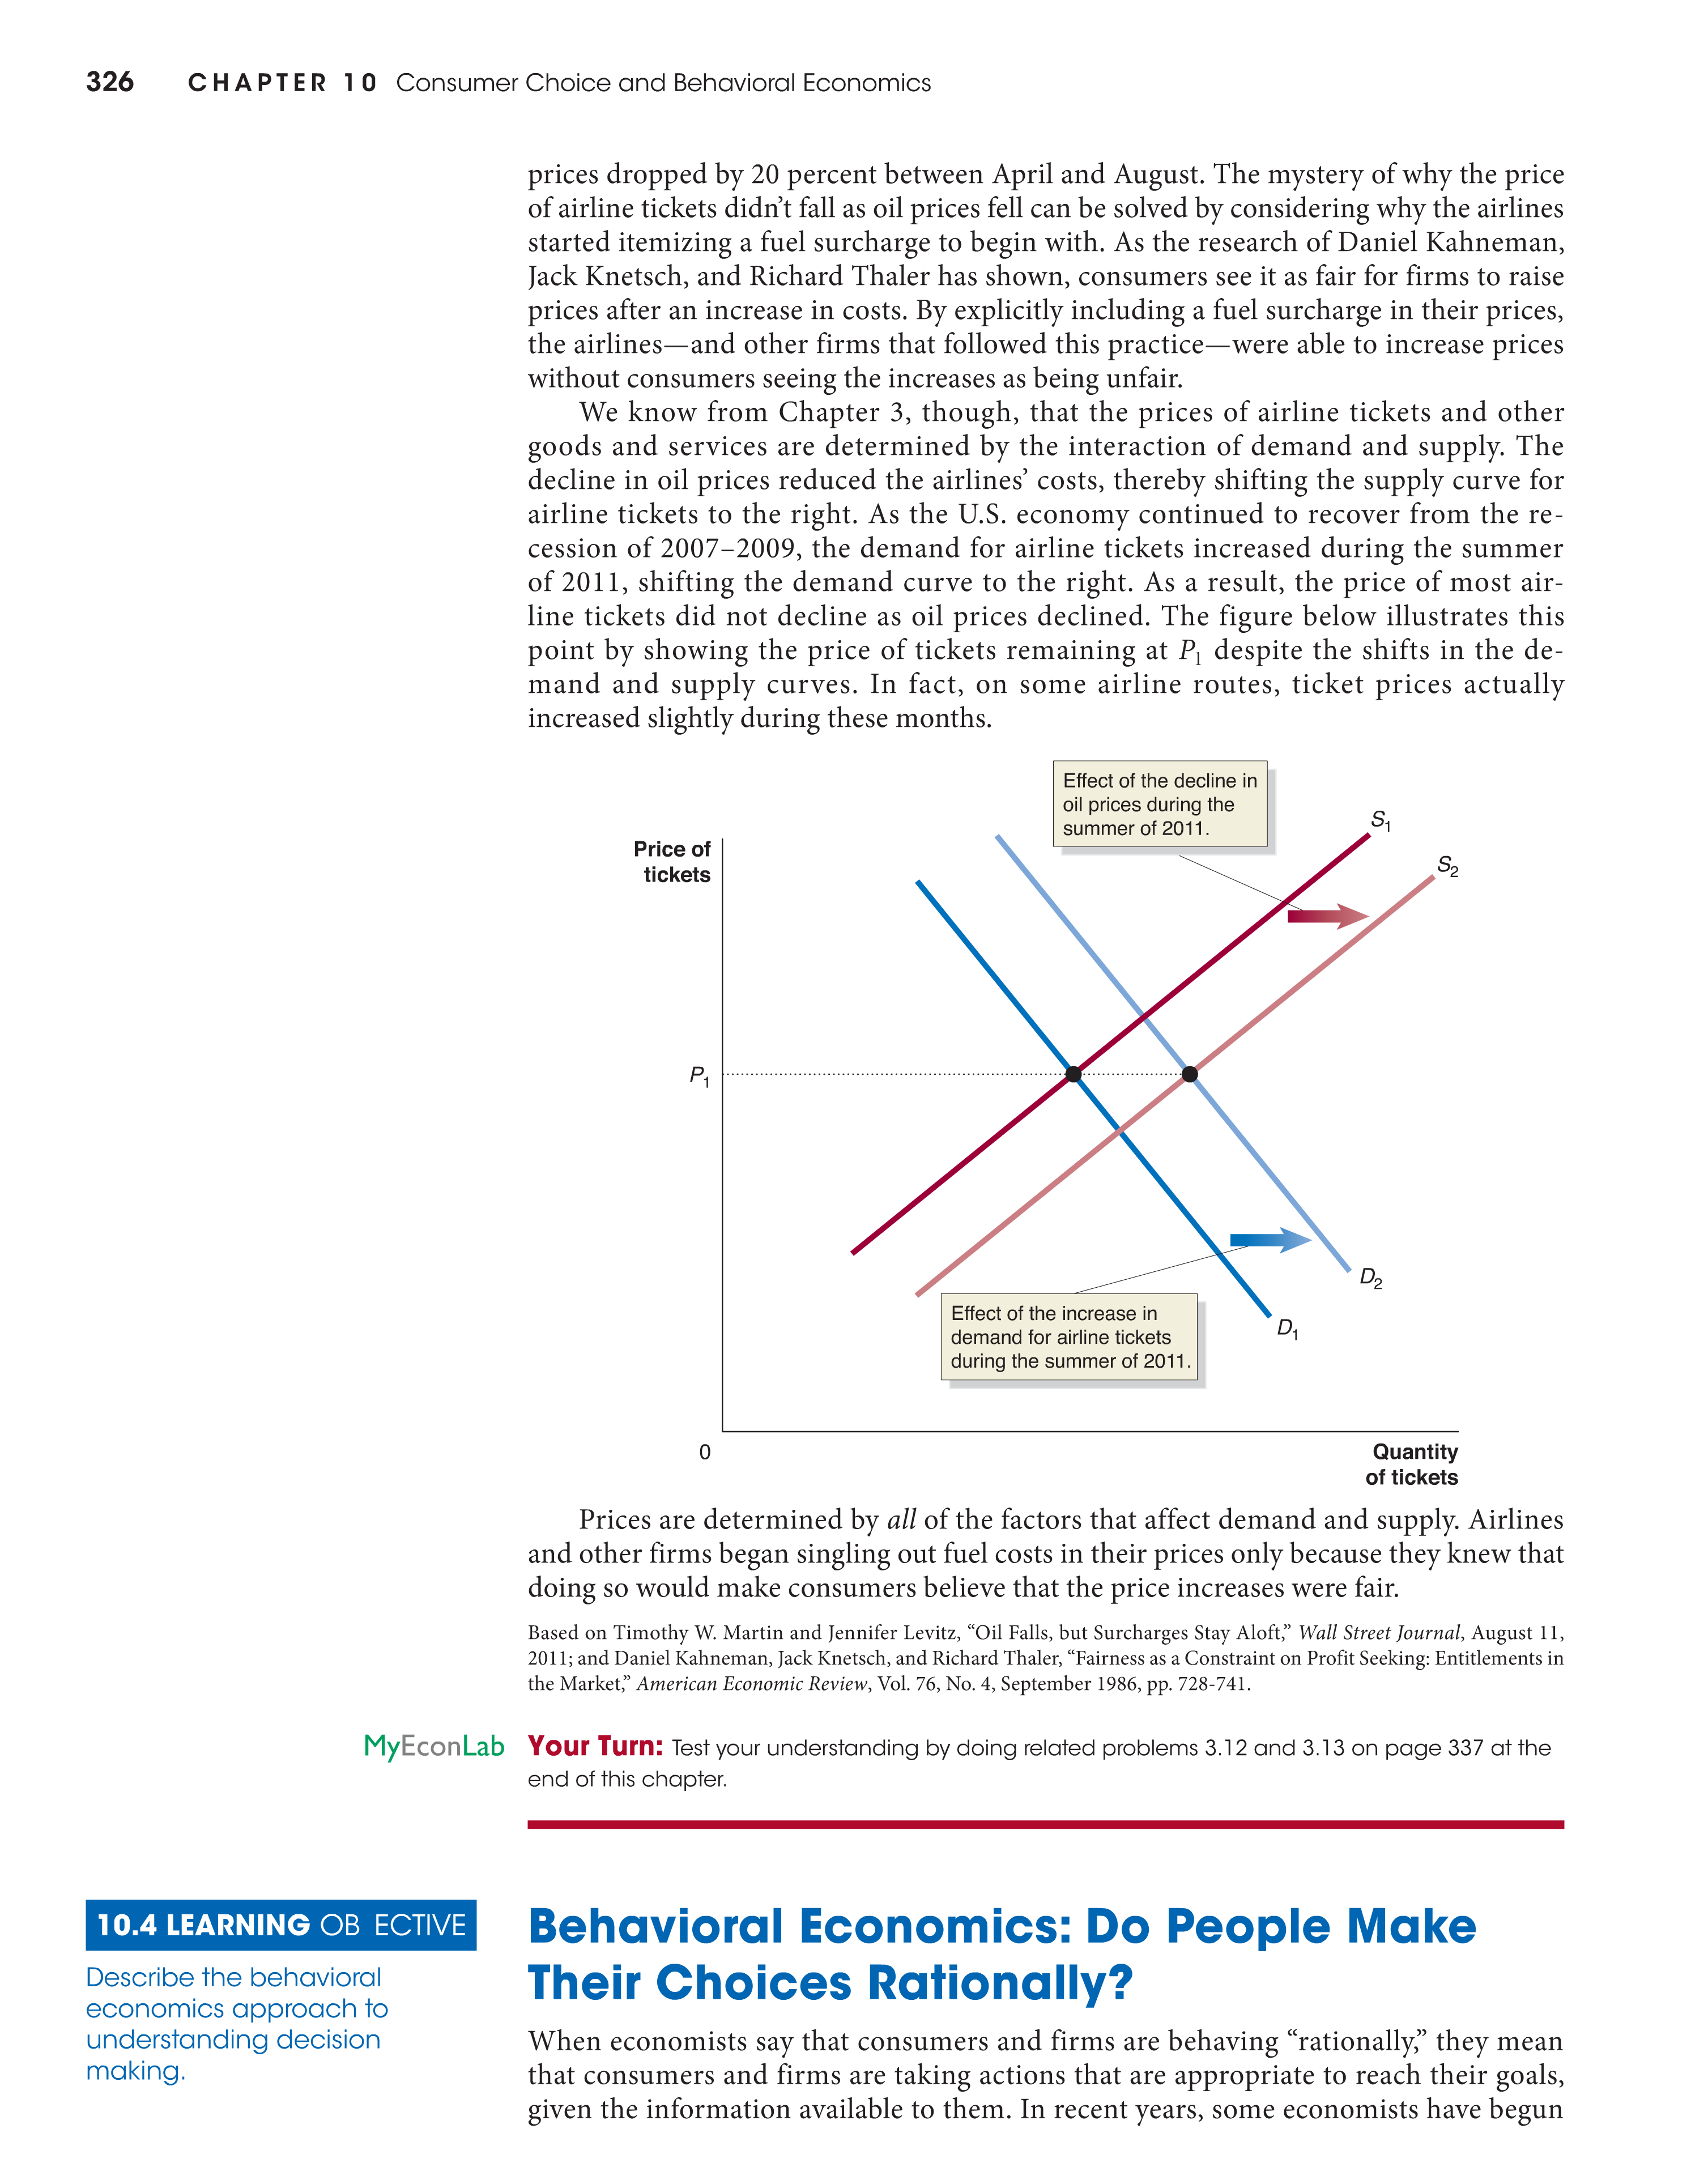 326 CHAPTER 10 Consumer Choice and Behavioral Economics
prices dropped by 20 percent between April and August. The mystery of why the price
of airline tickets didn’t fall as oil prices fell can be solved by considering why the airlines
started itemizing a fuel surcharge to begin with. As the research of Daniel Kahneman,
Jack Knetsch, and Richard Thaler has shown, consumers see it as fair for firms to raise
prices after an increase in costs. By explicitly including a fuel surcharge in their prices,
the airlines—and other firms that followed this practice—were able to increase prices
without consumers seeing the increases as being unfair.
We know from Chapter 3, though, that the prices of airline tickets and other
goods and services are determined by the interaction of demand and supply. The
decline in oil prices reduced the airlines’ costs, thereby shifting the supply curve for
airline tickets to the right. As the U.S. economy continued to recover from the re-
cession of 2007–2009, the demand for airline tickets increased during the summer
of 2011, shifting the demand curve to the right. As a result, the price of most air-
line tickets did not decline as oil prices declined. The figure below illustrates this
point by showing the price of tickets remaining at P1 despite the shifts in the de-
mand and supply curves. In fact, on some airline routes, ticket prices actually
increased slightly during these months.
Effect of the decline in
oil prices during the
summer of 2011.
S1
Price of
tickets
S2
P1
D2
Effect of the increase in
demand for airline tickets
during the summer of 2011.
D1
0
Quantity
of tickets
Prices are determined by all of the factors that affect demand and supply. Airlines
and other firms began singling out fuel costs in their prices only because they knew that
doing so would make consumers believe that the price increases were fair.
Based on Timothy W. Martin and Jennifer Levitz, “Oil Falls, but Surcharges Stay Aloft,” Wall Street Journal, August 11,
2011; and Daniel Kahneman, Jack Knetsch, and Richard Thaler, “Fairness as a Constraint on Profit Seeking: Entitlements in
the Market,” American Economic Review, Vol. 76, No. 4, September 1986, pp. 728-741.
MyEconLab Your Turn: Test your understanding by doing related problems 3.12 and 3.13 on page 337 at the
end of this chapter.
10.4 LEARNING OB ECTIVE
Describe the behavioral
economics approach to
understanding decision
making.
Behavioral Economics: Do People Make
Their Choices Rationally?
When economists say that consumers and firms are behaving “rationally,” they mean
that consumers and firms are taking actions that are appropriate to reach their goals,
given the information available to them. In recent years, some economists have begun